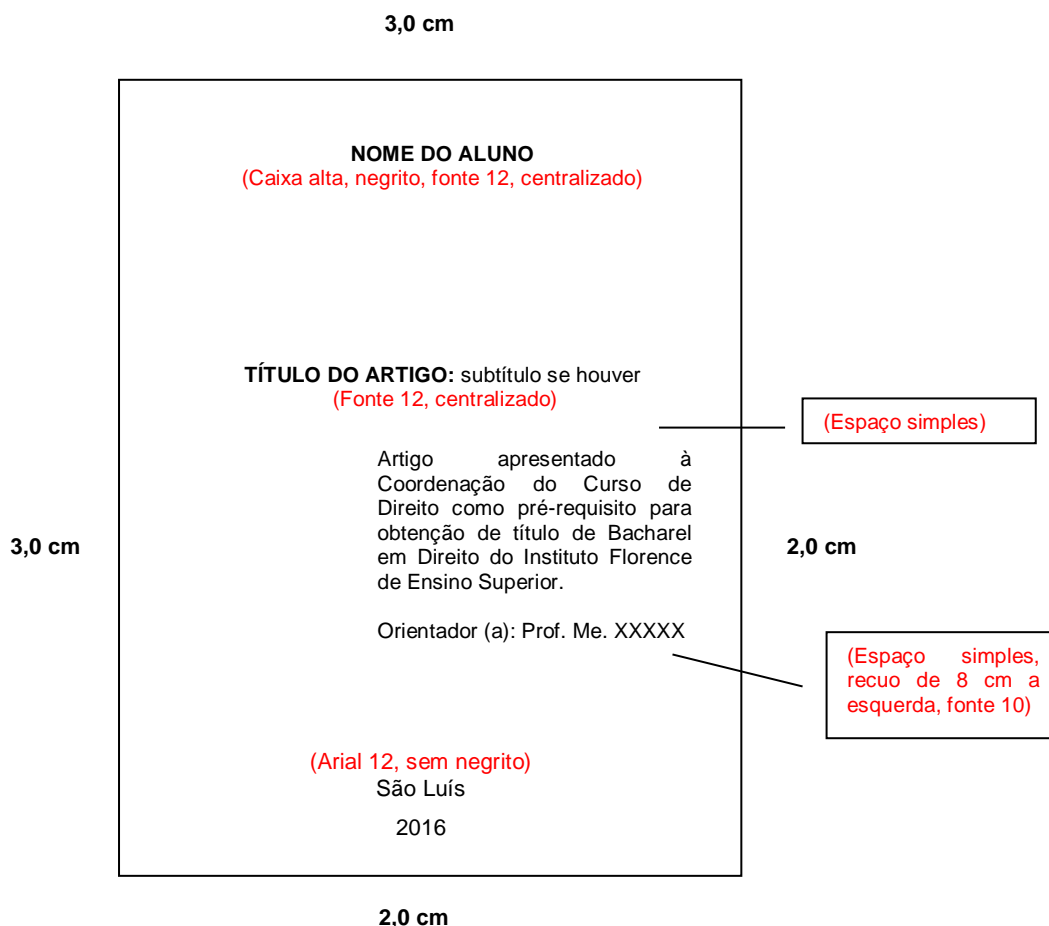 3,0 cm
NOME DO ALUNO
(Caixa alta, negrito, fonte 12, centralizado)
TÍTULO DO ARTIGO: subtítulo se houver
(Fonte 12, centralizado)
(Espaço simples)
Artigo apresentado à
Coordenação do Curso de
Direito como pré-requisito para
obtenção de título de Bacharel
em Direito do Instituto Florence
de Ensino Superior.
3,0 cm
2,0 cm
Orientador (a): Prof. Me. XXXXX
(Espaço simples,
recuo de 8 cm a
esquerda, fonte 10)
(Arial 12, sem negrito)
São Luís
2016
2,0 cm